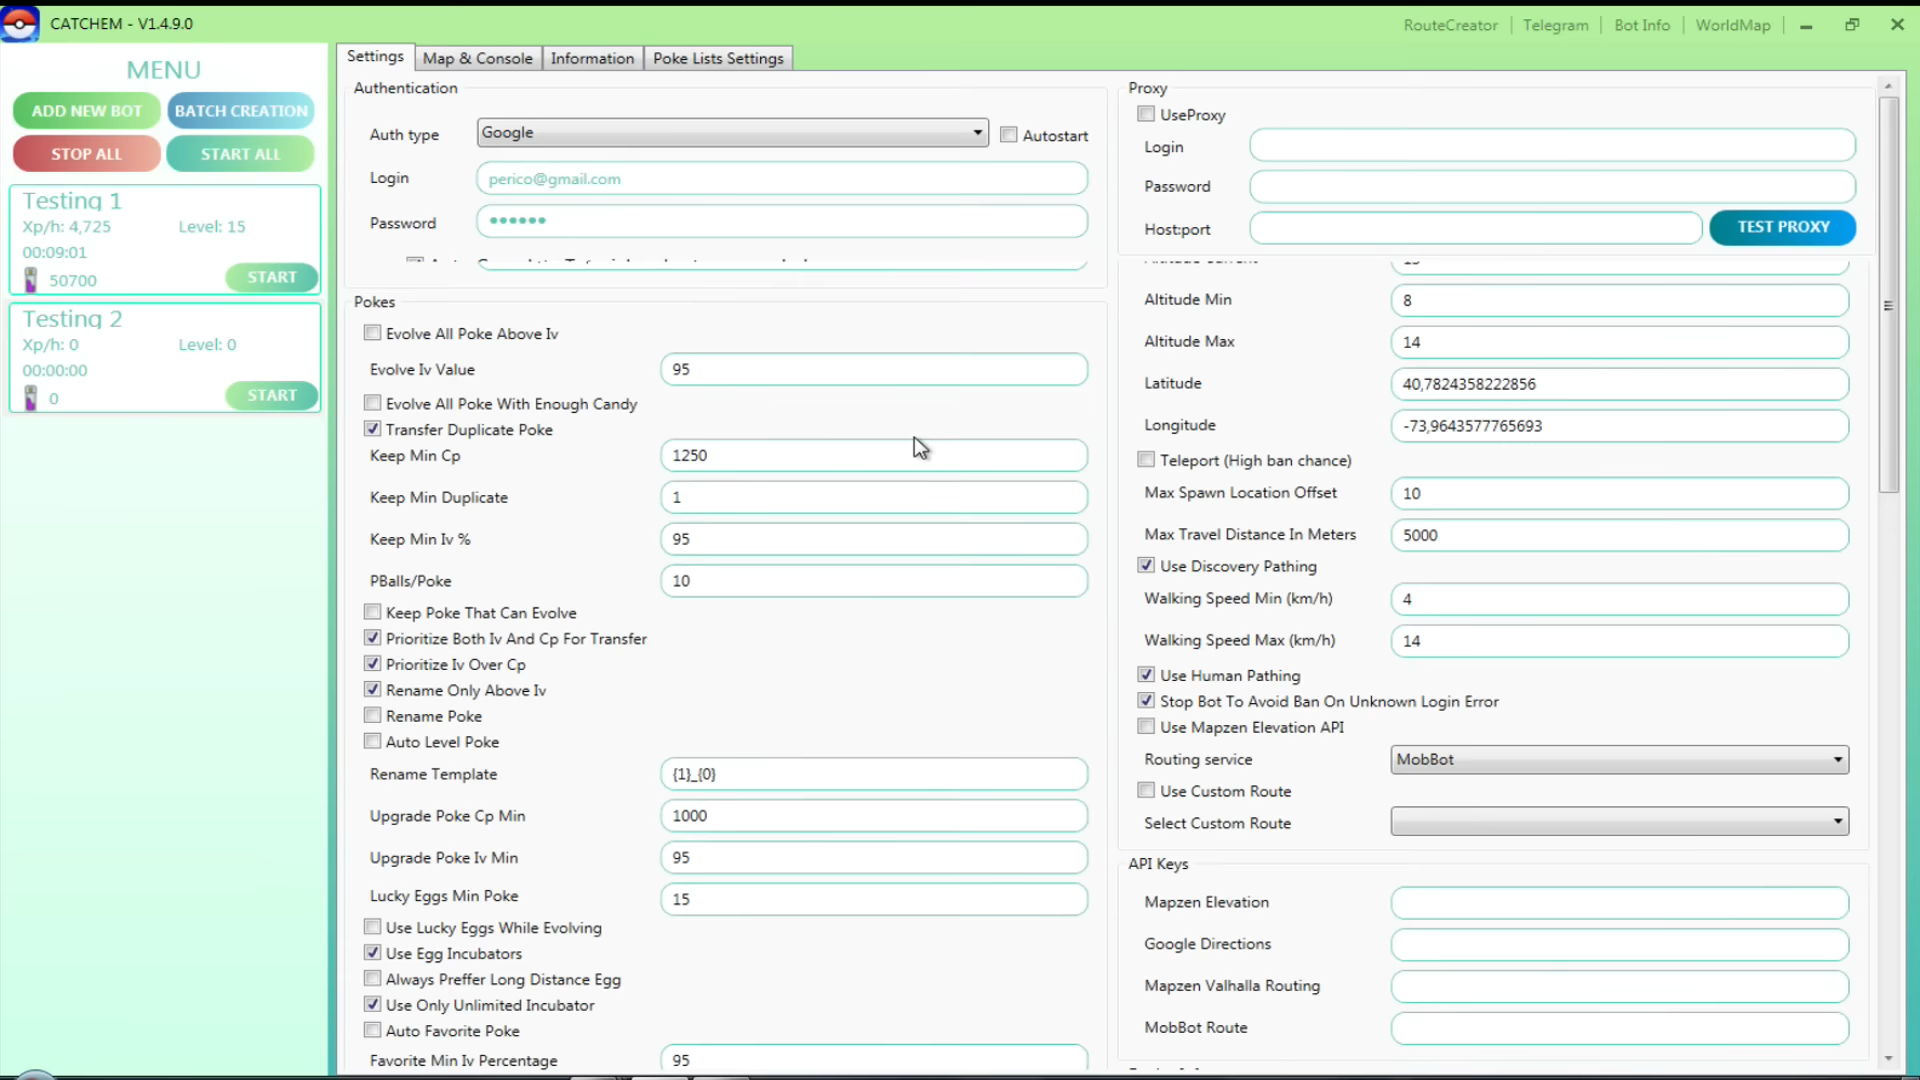 CATCHEM - V1.4.9.0
RouteCreator
Telegram
Bot Info
WorldMap
MENU
ADD NEW BOT
BATCH CREATION
STOP ALL
START ALL
Testing 1
Xp/h: 4,725
Level: 15
00:09:01
50700
START
Testing 2
Xp/h: 0
Level: 0
00:00:00
0
START
Settings
Map & Console
Information
Poke Lists Settings
Authentication
Auth type
Google
Autostart
Login
perico@gmail.com
Password
••••••
Pokes
Evolve All Poke Above Iv
Evolve Iv Value
95
Evolve All Poke With Enough Candy
Transfer Duplicate Poke
Keep Min Cp
1250
Keep Min Duplicate
1
Keep Min Iv %
95
PBalls/Poke
10
Keep Poke That Can Evolve
Prioritize Both Iv And Cp For Transfer
Prioritize Iv Over Cp
Rename Only Above Iv
Rename Poke
Auto Level Poke
Rename Template
{1}_{0}
Upgrade Poke Cp Min
1000
Upgrade Poke Iv Min
95
Lucky Eggs Min Poke
15
Use Lucky Eggs While Evolving
Use Egg Incubators
Always Preffer Long Distance Egg
Use Only Unlimited Incubator
Auto Favorite Poke
Favorite Min Iv Percentage
95
Proxy
UseProxy
Login
Password
Host:port
TEST PROXY
Altitude Min
8
Altitude Max
14
Latitude
40,7824358222856
Longitude
-73,9643577765693
Teleport (High ban chance)
Max Spawn Location Offset
10
Max Travel Distance In Meters
5000
Use Discovery Pathing
Walking Speed Min (km/h)
4
Walking Speed Max (km/h)
14
Use Human Pathing
Stop Bot To Avoid Ban On Unknown Login Error
Use Mapzen Elevation API
Routing service
MobBot
Use Custom Route
Select Custom Route
API Keys
Mapzen Elevation
Google Directions
Mapzen Valhalla Routing
MobBot Route